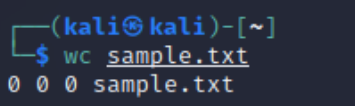 ┌──(kali㉿kali)-[~]
└─$ wc sample.txt
0 0 0 sample.txt